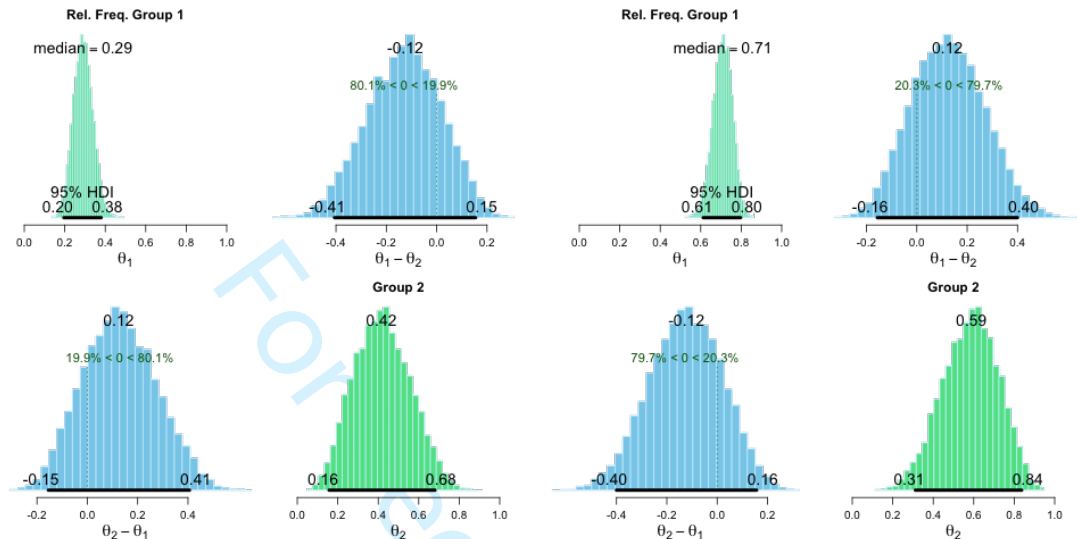 Rel. Freq. Group 1
median = 0.29
95% HDI
0.20 0.38
0.0 0.2 0.4 0.6 0.8 1.0
θ1
-0.12
80.1% < 0 < 19.9%
-0.41 0.15
-0.4 -0.2 0.0 0.2
θ1 − θ2
Rel. Freq. Group 1
median = 0.71
95% HDI
0.61 0.80
0.0 0.2 0.4 0.6 0.8 1.0
θ1
0.12
20.3% < 0 < 79.7%
-0.16 0.40
-0.2 0.0 0.2 0.4
θ1 − θ2
0.12
19.9% < 0 < 80.1%
-0.15 0.41
-0.2 0.0 0.2 0.4
θ2 − θ1
Group 2
0.42
0.16 0.68
0.0 0.2 0.4 0.6 0.8 1.0
θ2
-0.12
79.7% < 0 < 20.3%
-0.40 0.16
-0.4 -0.2 0.0 0.2
θ2 − θ1
Group 2
0.59
0.31 0.84
0.0 0.2 0.4 0.6 0.8 1.0
θ2
For